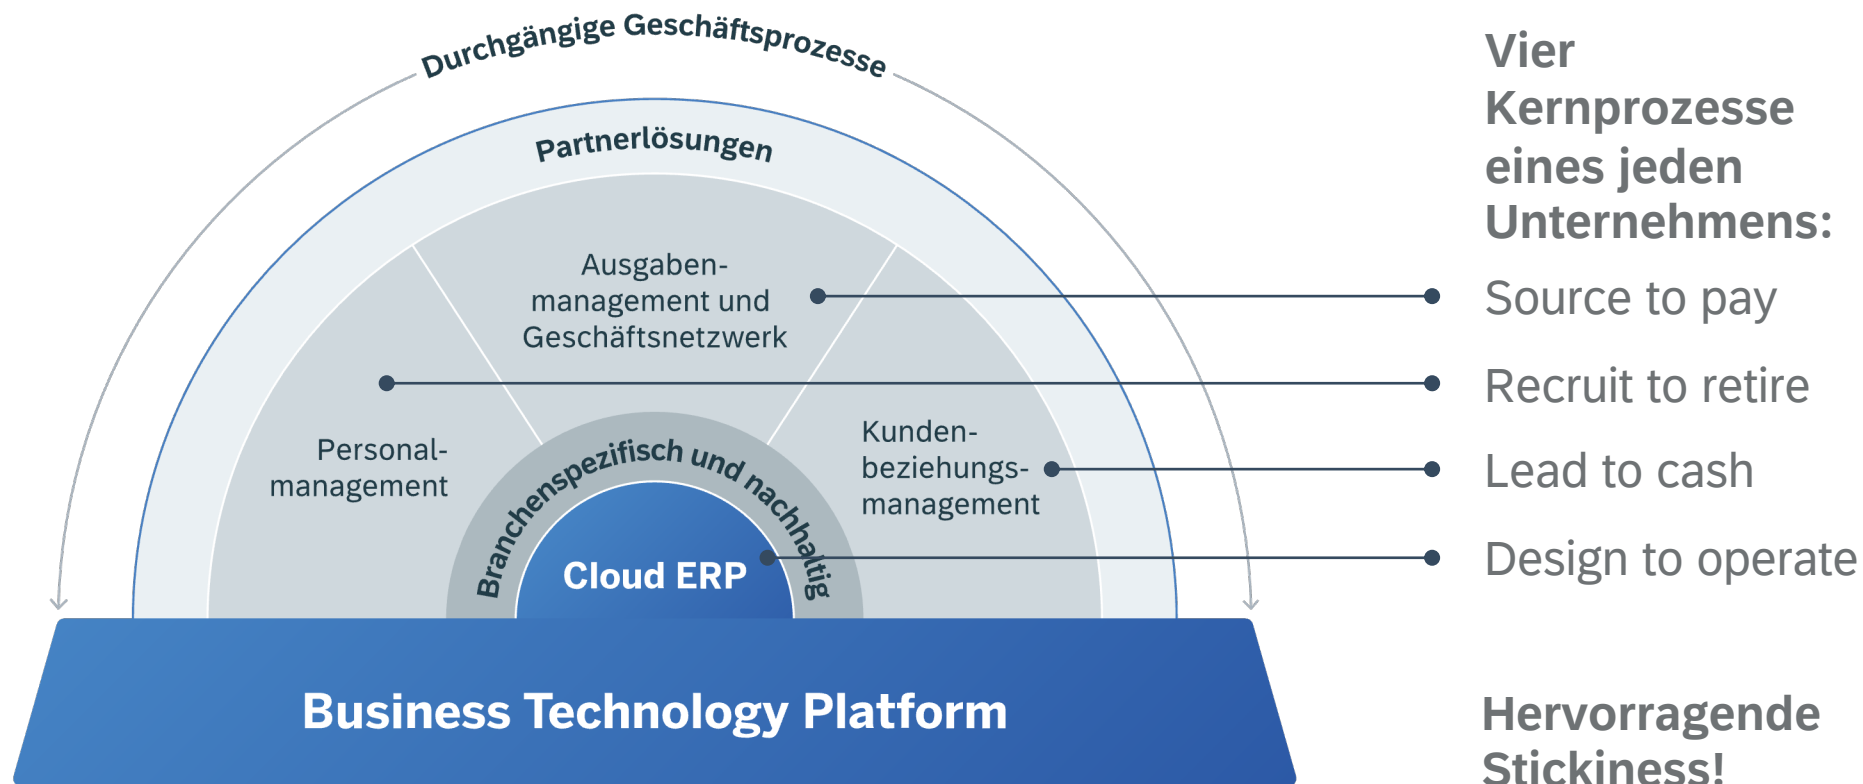 Durchgängige Geschäftsprozesse
Partnerlösungen
Ausgaben-
management und
Geschäftsnetzwerk
Personal-
management
Kunden-
beziehungs-
management
Branchenspezifisch und nachhaltig
Cloud ERP
Business Technology Platform
Vier
Kernprozesse
eines jeden
Unternehmens:
Source to pay
Recruit to retire
Lead to cash
Design to operate
Hervorragende
Stickiness!